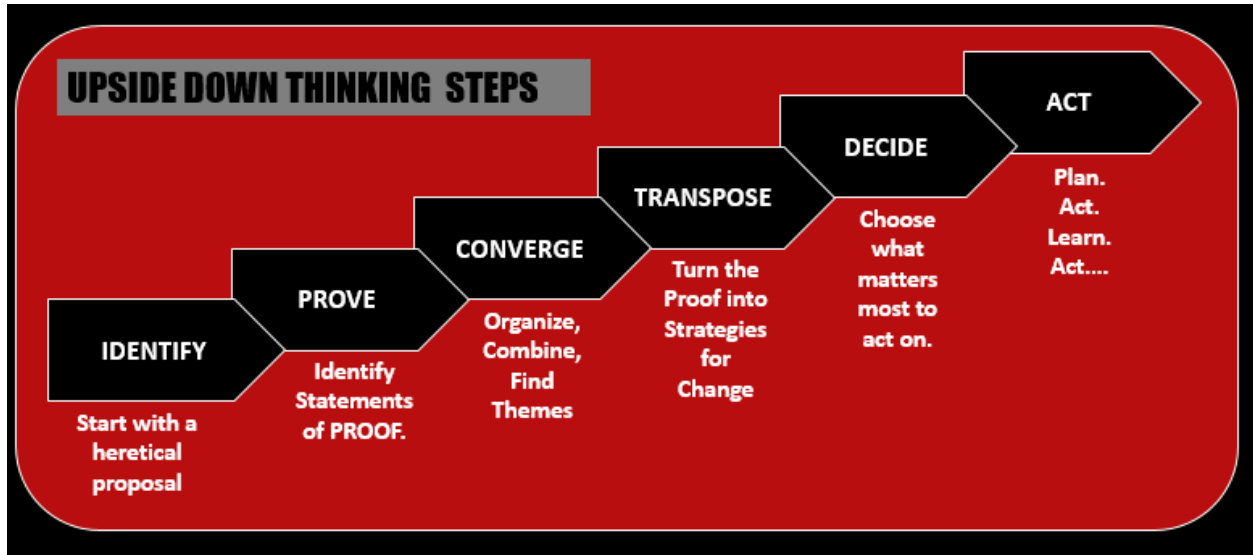 UPSIDE DOWN THINKING STEPS
IDENTIFY
Start with a
heretical
proposal
PROVE
Identify
Statements
of PROOF.
CONVERGE
Organize,
Combine,
Find
Themes
TRANSPOSE
Turn the
Proof into
Strategies
for
Change
DECIDE
Choose
what
matters
most to
act on.
ACT
Plan.
Act.
Learn.
Act....